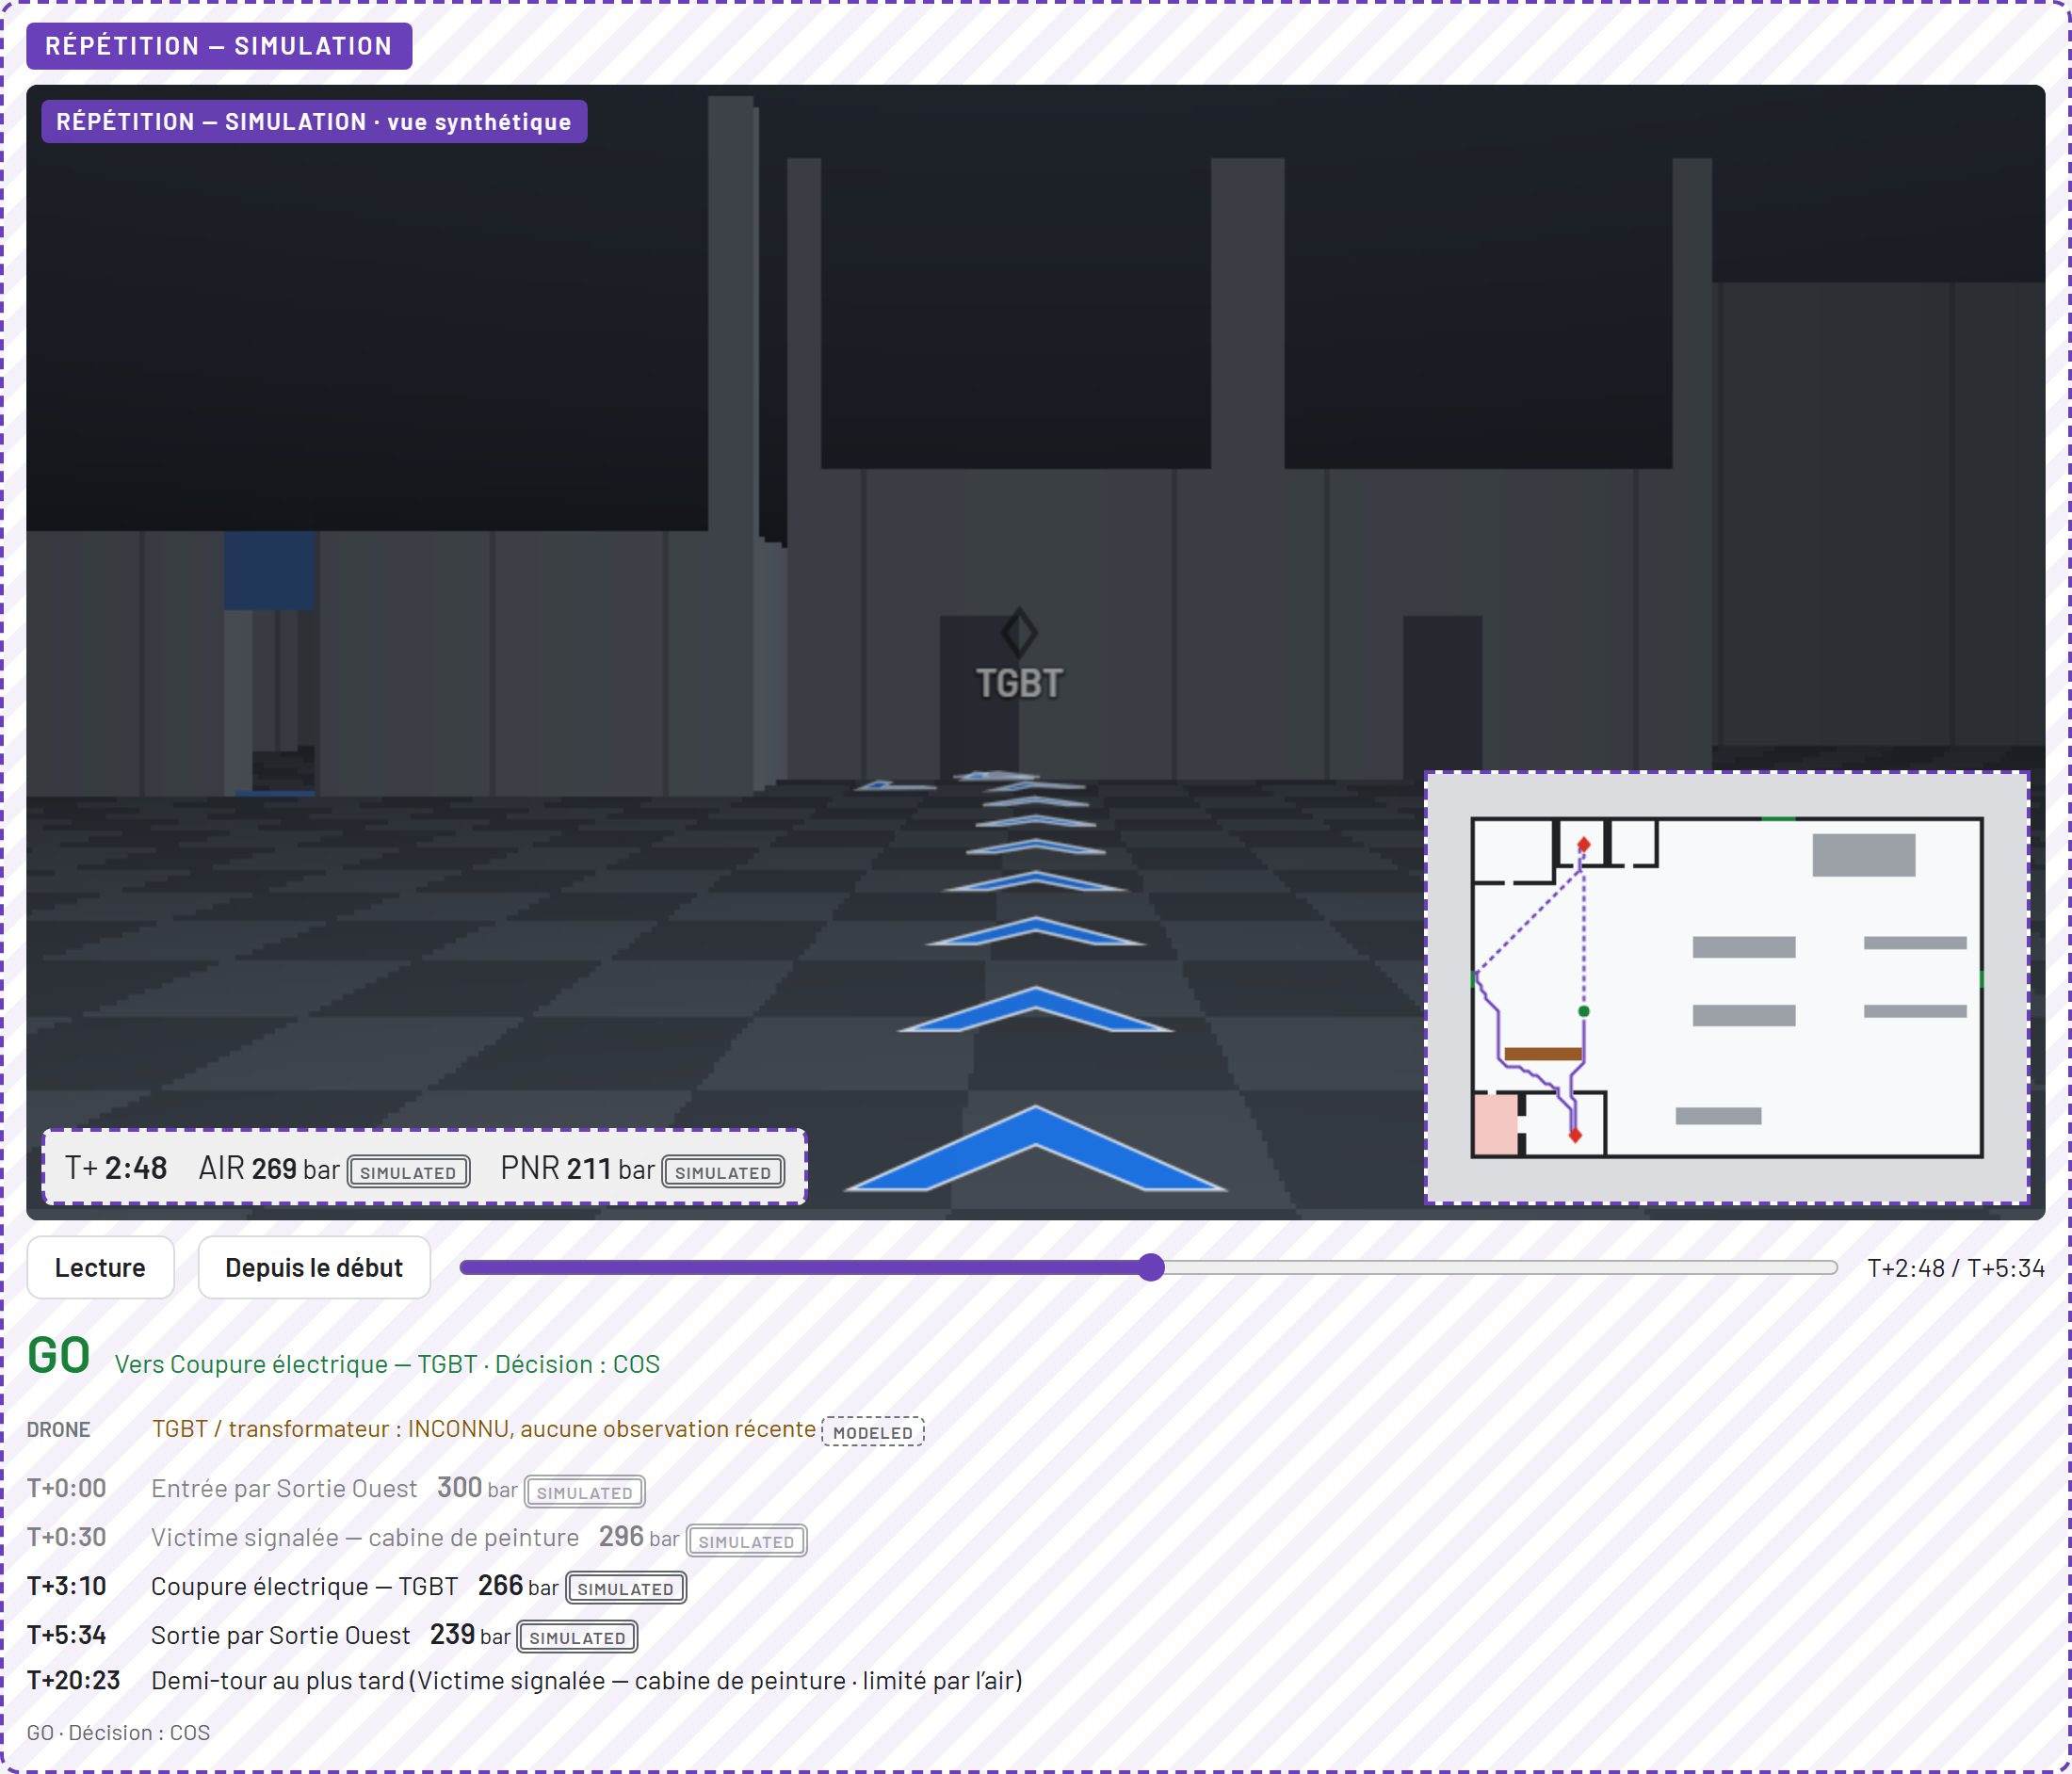 RÉPÉTITION — SIMULATION
RÉPÉTITION — SIMULATION · vue synthétique
TGBT
T+ 2:48 AIR 269 bar SIMULATED PNR 211 bar SIMULATED
Lecture Depuis le début T+2:48 / T+5:34
GO Vers Coupure électrique — TGBT · Décision : COS
DRONE TGBT / transformateur : INCONNU, aucune observation récente MODELED
T+0:00 Entrée par Sortie Ouest 300 bar SIMULATED
T+0:30 Victime signalée — cabine de peinture 296 bar SIMULATED
T+3:10 Coupure électrique — TGBT 266 bar SIMULATED
T+5:34 Sortie par Sortie Ouest 239 bar SIMULATED
T+20:23 Demi-tour au plus tard (Victime signalée — cabine de peinture · limité par l’air)
GO · Décision : COS